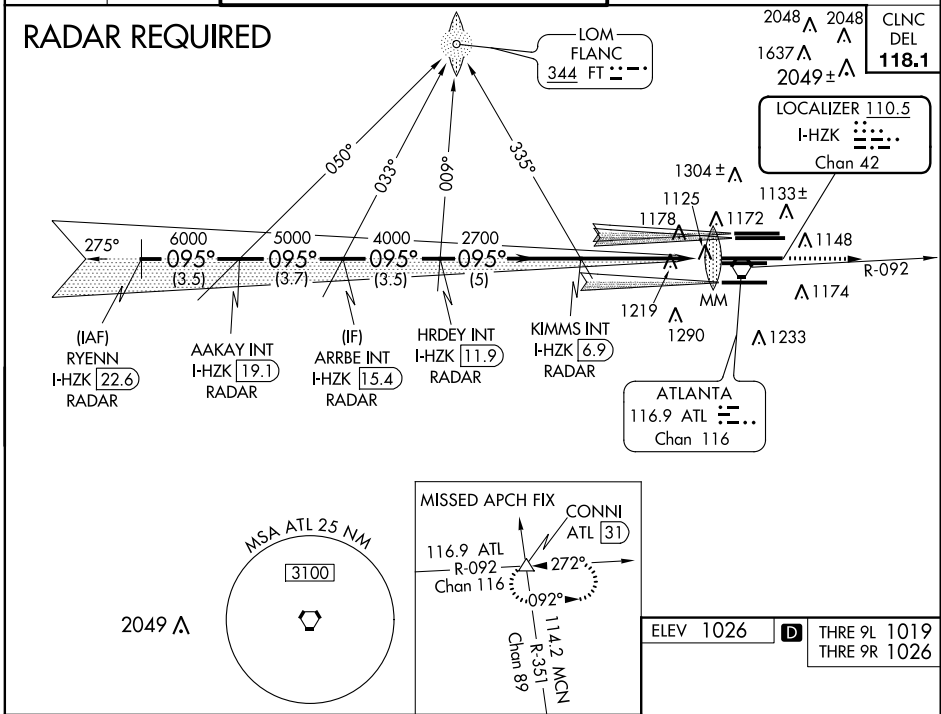 RADAR REQUIRED
LOM
FLANC
344 FT
2048 2048
1637
2049 ±
CLNC
DEL
118.1
LOCALIZER 110.5
I-HZK
Chan 42
050°
033°
009°
335°
1304 ±
1125
1133 ±
1178
1172
1148
275°
6000
095°
(3.5)
5000
095°
(3.7)
4000
095°
(3.5)
2700
095°
(5)
R-092
1174
MM
1219
1290
1233
(IAF)
RYENN
I-HZK 22.6
RADAR
AAKAY INT
I-HZK 19.1
RADAR
(IF)
ARRBE INT
I-HZK 15.4
RADAR
HRDEY INT
I-HZK 11.9
RADAR
KIMMS INT
I-HZK 6.9
RADAR
ATLANTA
116.9 ATL
Chan 116
MSA ATL 25 NM
3100
2049
MISSED APCH FIX
CONNI
ATL 31
116.9 ATL
R-092
Chan 116
272°
092°
114.2 MCN
R-351
Chan 89
ELEV 1026
D
THRE 9L 1019
THRE 9R 1026